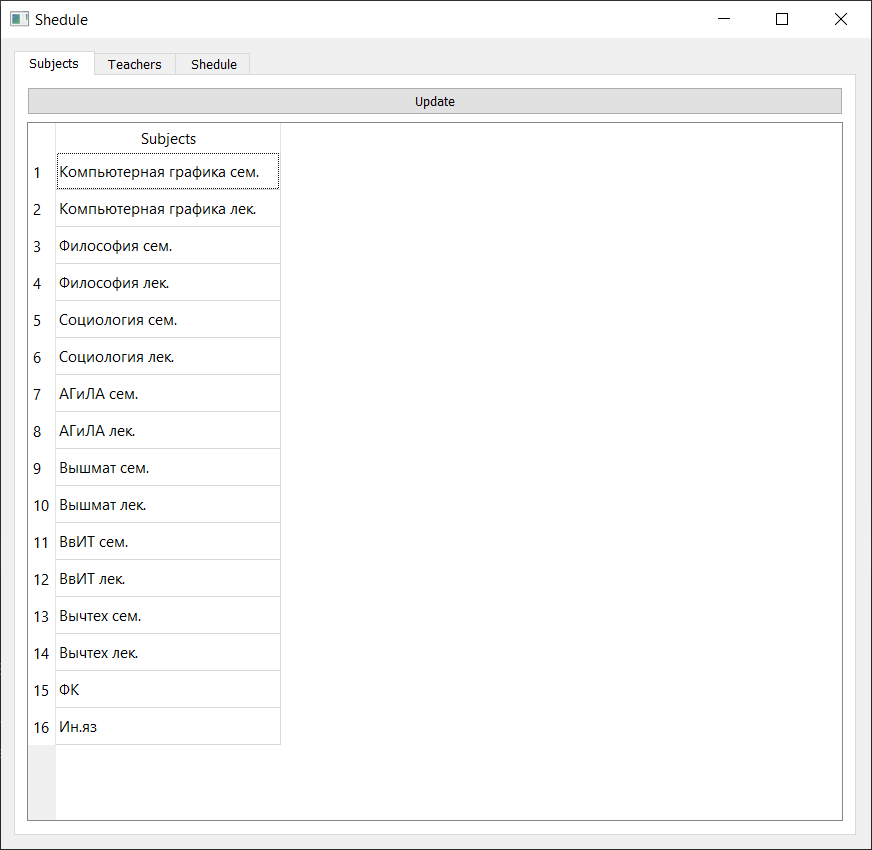 Shedule
Subjects Teachers Shedule
Update
Subjects
1 Компьютерная графика сем.
2 Компьютерная графика лек.
3 Философия сем.
4 Философия лек.
5 Социология сем.
6 Социология лек.
7 АГиЛА сем.
8 АГиЛА лек.
9 Вышмат сем.
10 Вышмат лек.
11 ВвИТ сем.
12 ВвИТ лек.
13 Вычтех сем.
14 Вычтех лек.
15 ФК
16 Ин.яз